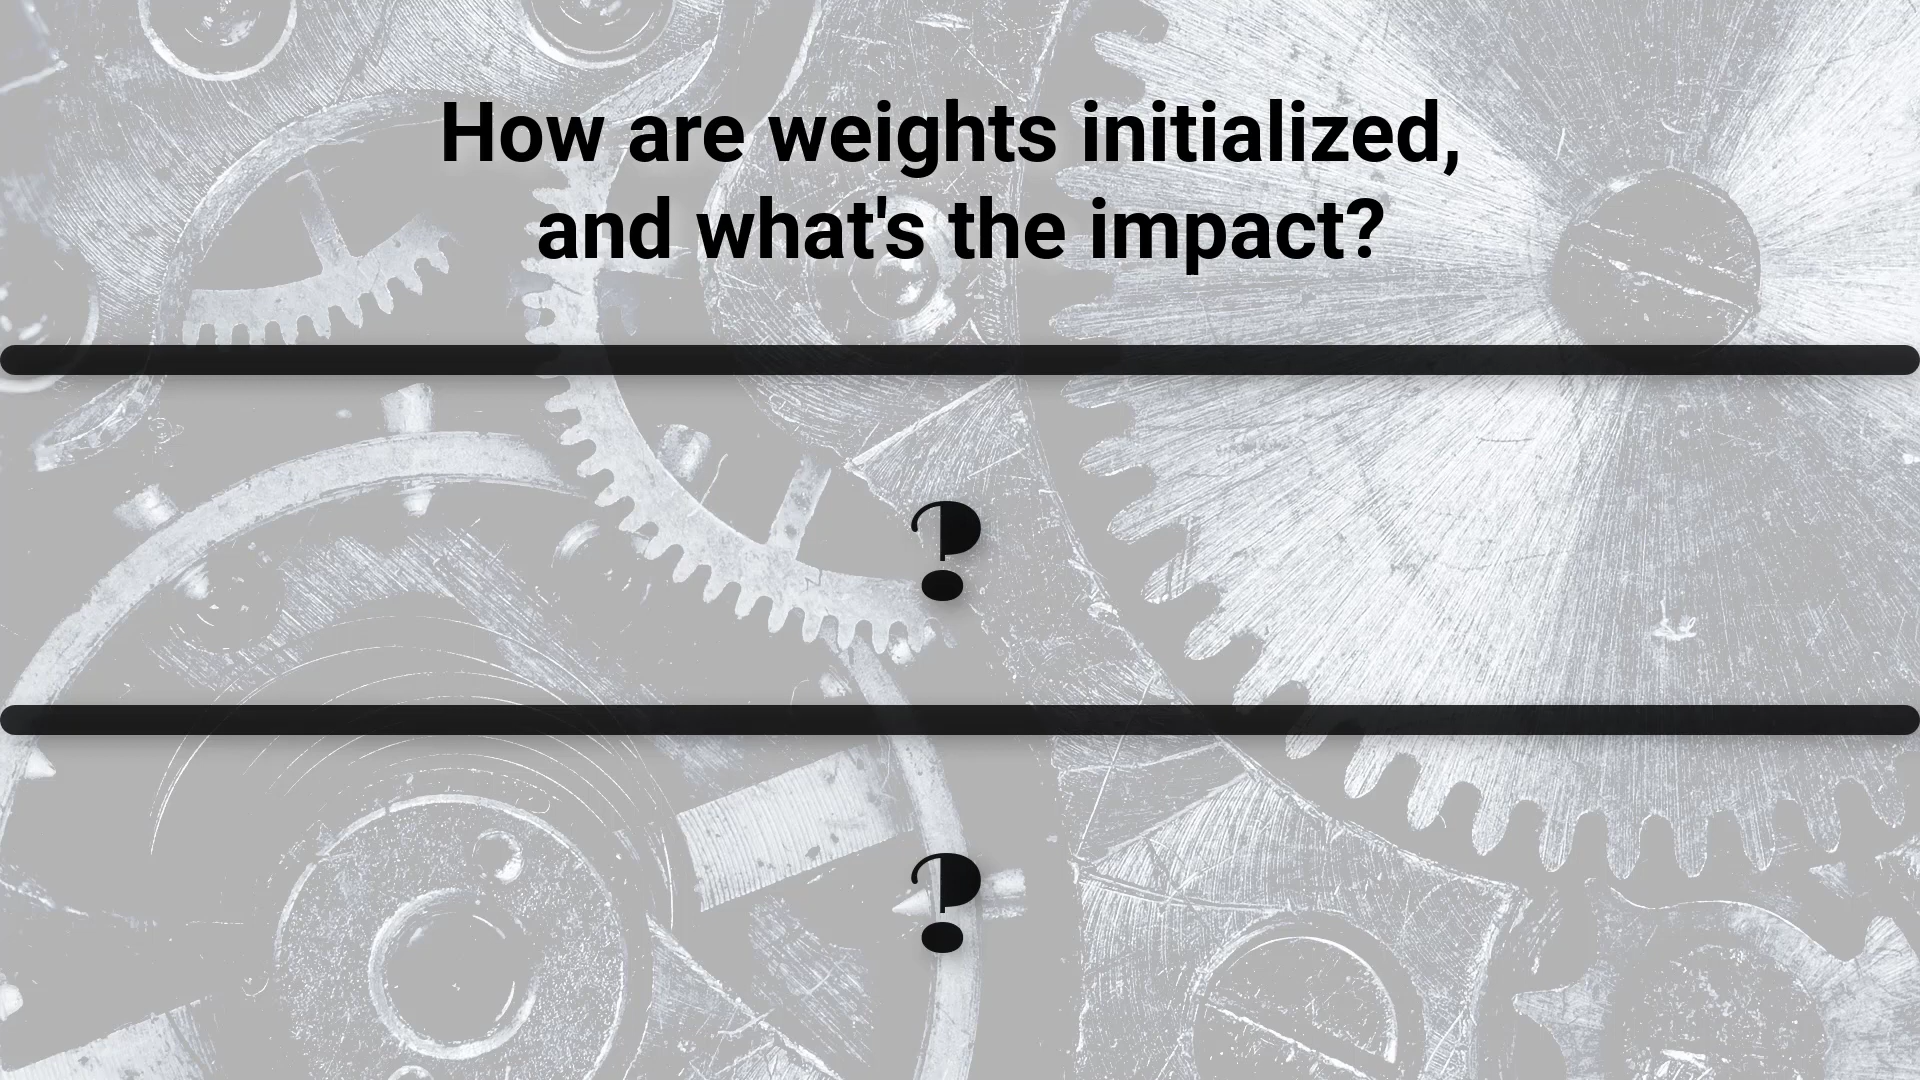 How are weights initialized,
and what's the impact?
?
?